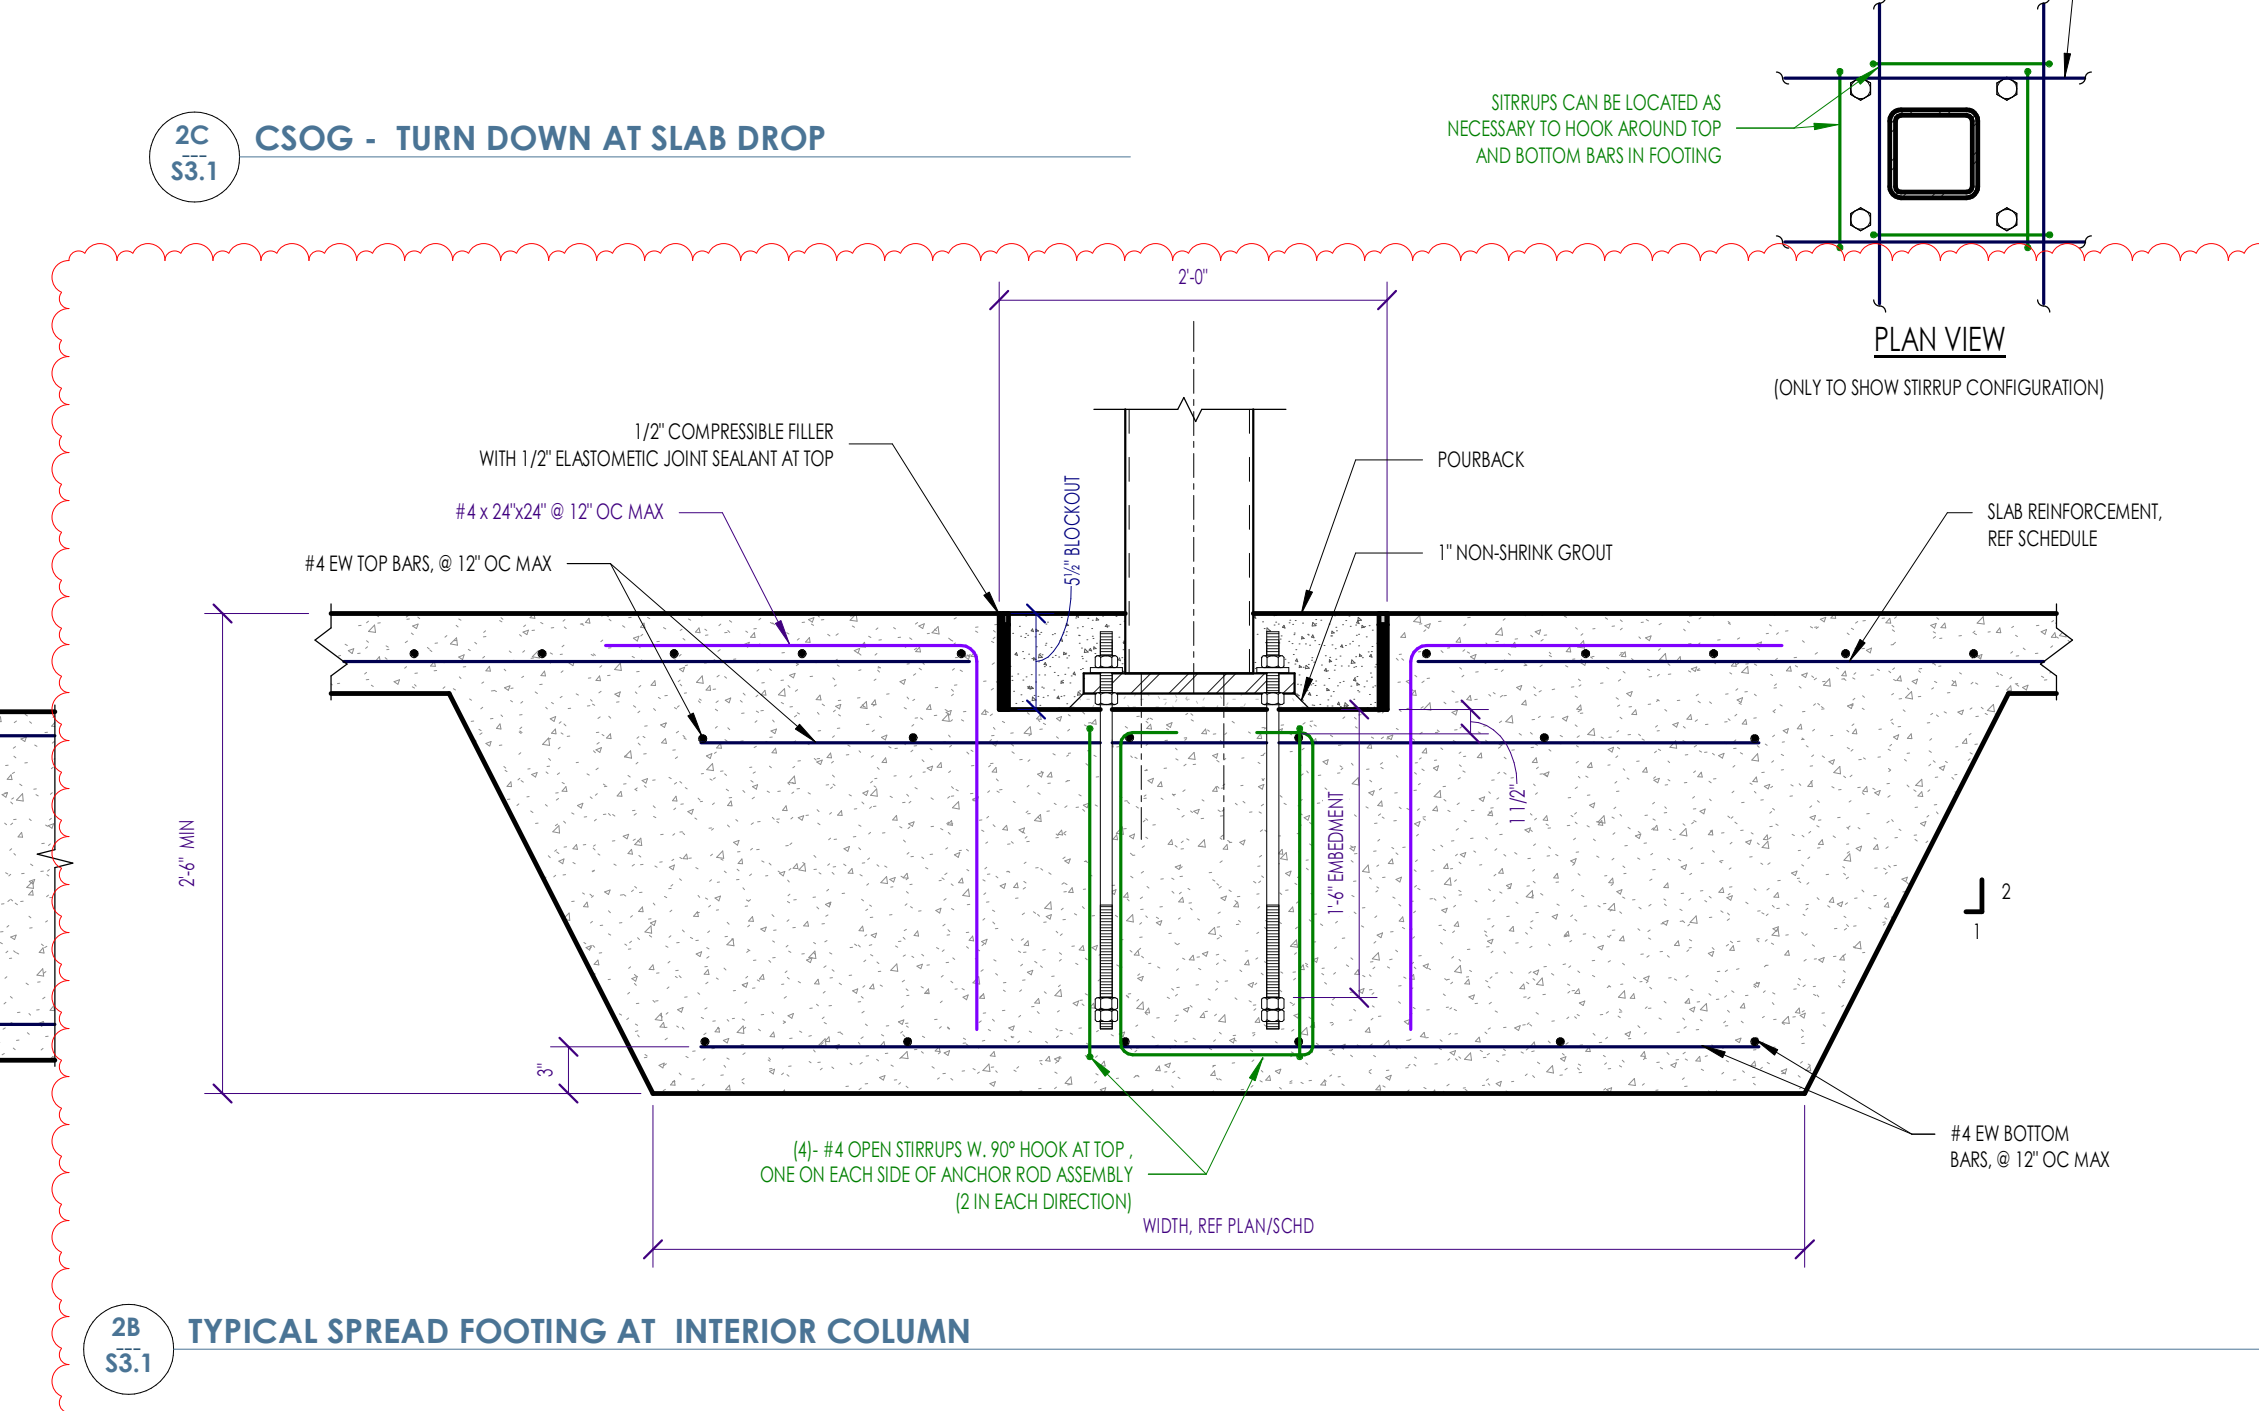 2C
---
S3.1
CSOG - TURN DOWN AT SLAB DROP
SITRRUPS CAN BE LOCATED AS
NECESSARY TO HOOK AROUND TOP
AND BOTTOM BARS IN FOOTING
PLAN VIEW
(ONLY TO SHOW STIRRUP CONFIGURATION)
2'-0"
1/2" COMPRESSIBLE FILLER
WITH 1/2" ELASTOMETIC JOINT SEALANT AT TOP
#4 x 24"x24" @ 12" OC MAX
#4 EW TOP BARS, @ 12" OC MAX
5½" BLOCKOUT
POURBACK
1" NON-SHRINK GROUT
SLAB REINFORCEMENT,
REF SCHEDULE
2'-6" MIN
1'-6" EMBEDMENT
1 1/2"
2
1
3"
(4)- #4 OPEN STIRRUPS W. 90º HOOK AT TOP ,
ONE ON EACH SIDE OF ANCHOR ROD ASSEMBLY
(2 IN EACH DIRECTION)
#4 EW BOTTOM
BARS, @ 12" OC MAX
WIDTH, REF PLAN/SCHD
2B
---
S3.1
TYPICAL SPREAD FOOTING AT INTERIOR COLUMN